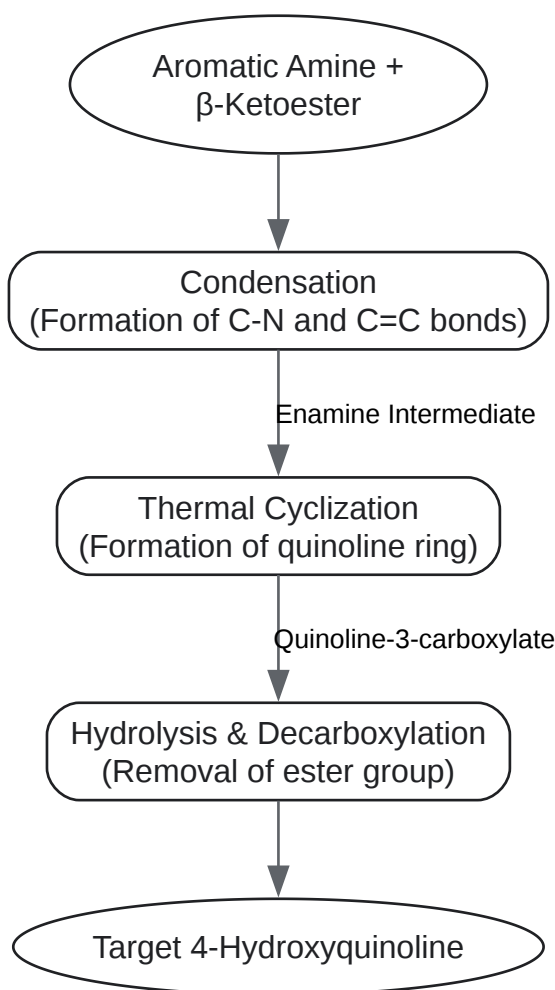 Aromatic Amine +
β-Ketoester
Condensation
(Formation of C-N and C=C bonds)
Enamine Intermediate
Thermal Cyclization
(Formation of quinoline ring)
Quinoline-3-carboxylate
Hydrolysis & Decarboxylation
(Removal of ester group)
Target 4-Hydroxyquinoline